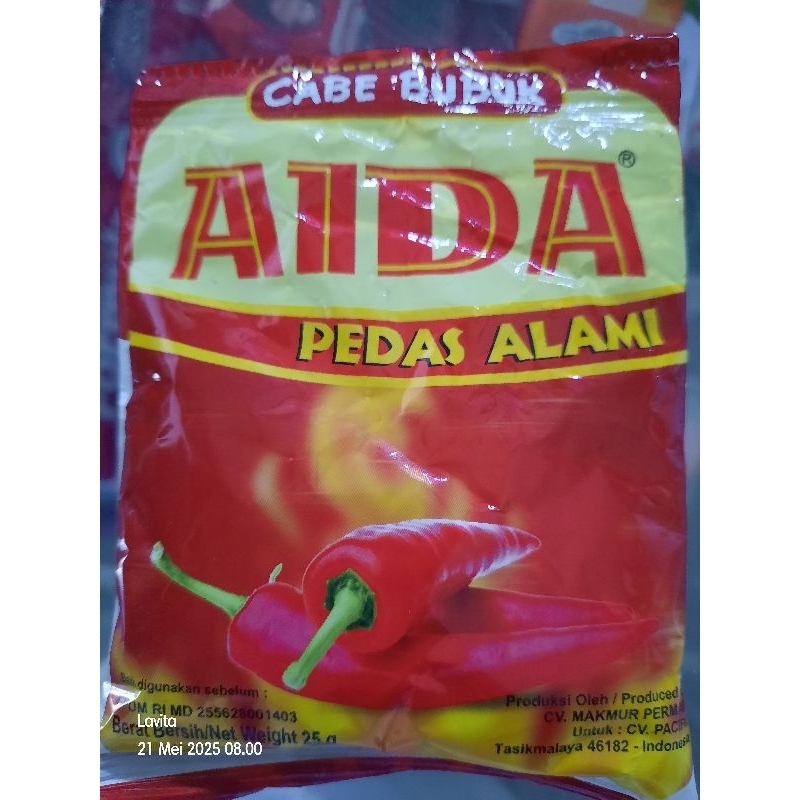 CABE BUBUK
AIDA®
PEDAS ALAMI
digunakan sebelum :
RI MD 255628001403
Berat Bersih/Net Weight 25 g
Produksi Oleh / Produced
CV. MAKMUR
Untuk : CV.
Tasikmalaya 46182 - Indonesia
Lavita
21 Mei 2025 08.00